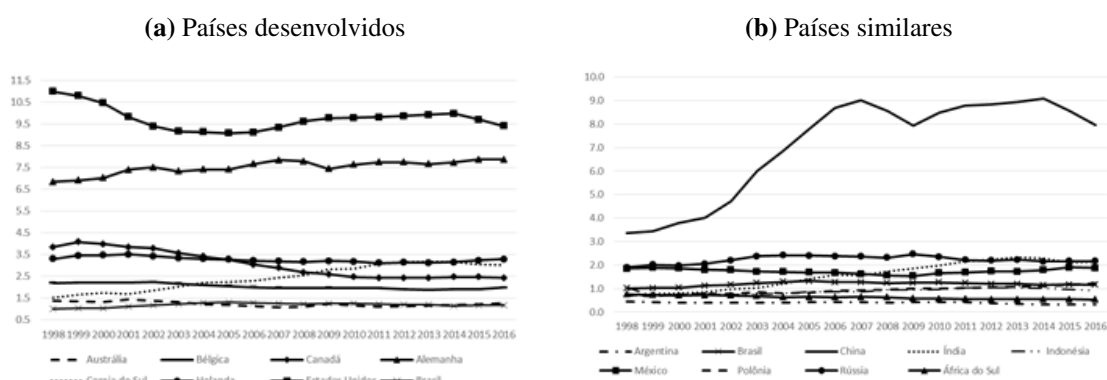 (a) Países desenvolvidos
(b) Países similares
11.5
10.5
9.5
8.5
7.5
6.5
5.5
4.5
3.5
2.5
1.5
0.5
1998 1999 2000 2001 2002 2003 2004 2005 2006 2007 2008 2009 2010 2011 2012 2013 2014 2015 2016
Austrália Bélgica Canadá Alemanha
Coreia do Sul Holanda Estados Unidos Brasil
10.0
9.0
8.0
7.0
6.0
5.0
4.0
3.0
2.0
1.0
0.0
1998 1999 2000 2001 2002 2003 2004 2005 2006 2007 2008 2009 2010 2011 2012 2013 2014 2015 2016
Argentina Brasil China Índia Indonésia
México Polônia Rússia África do Sul